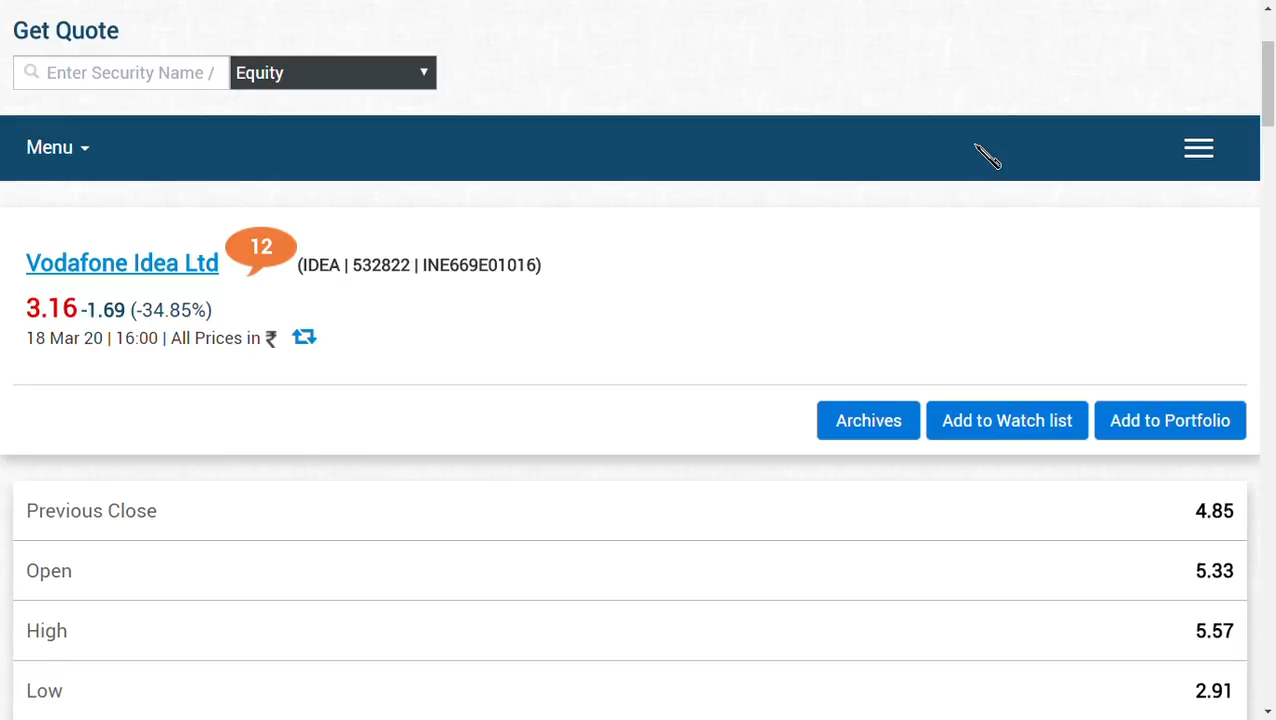 Get Quote
Enter Security Name / Equity
Menu
Vodafone Idea Ltd 12 (IDEA | 532822 | INE669E01016)
3.16 -1.69 (-34.85%)
18 Mar 20 | 16:00 | All Prices in ₹
Archives Add to Watch list Add to Portfolio
Previous Close 4.85
Open 5.33
High 5.57
Low 2.91